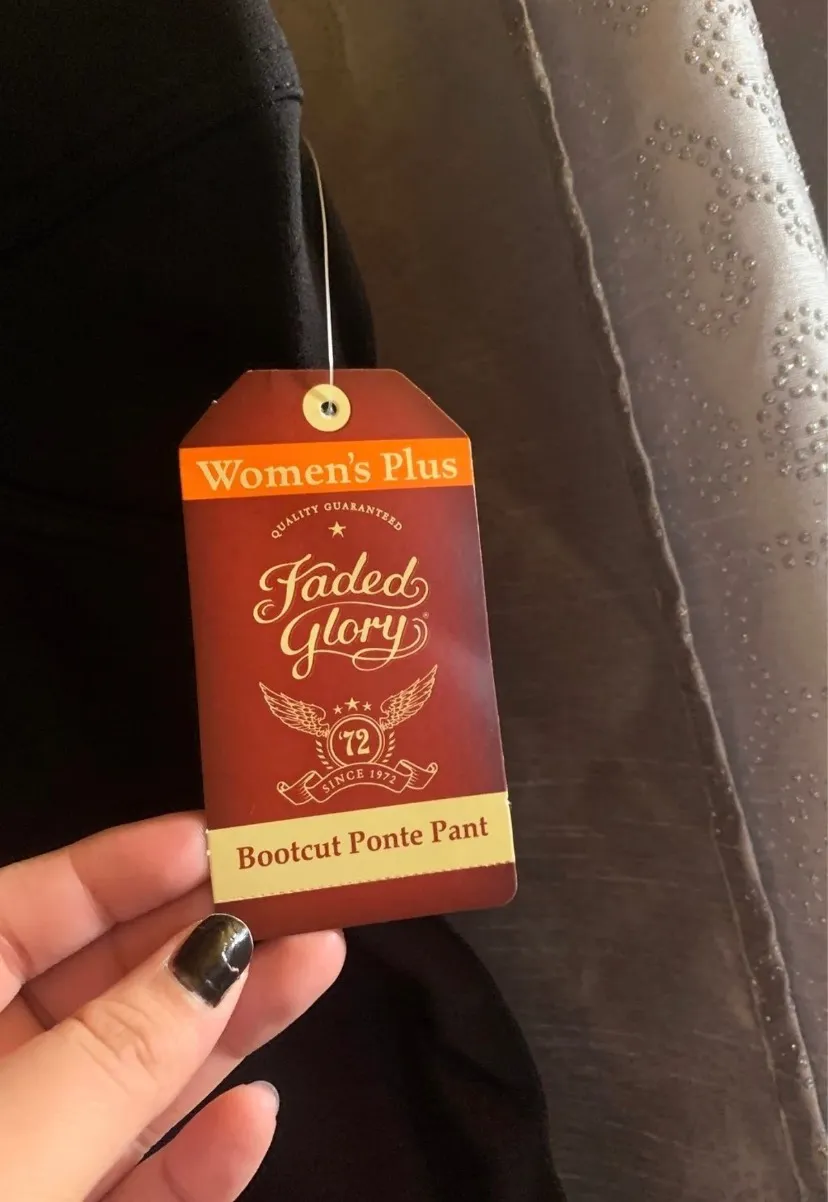 Women's Plus
QUALITY GUARANTEED
Faded
Glory®
'72
SINCE 1972
Bootcut Ponte Pant